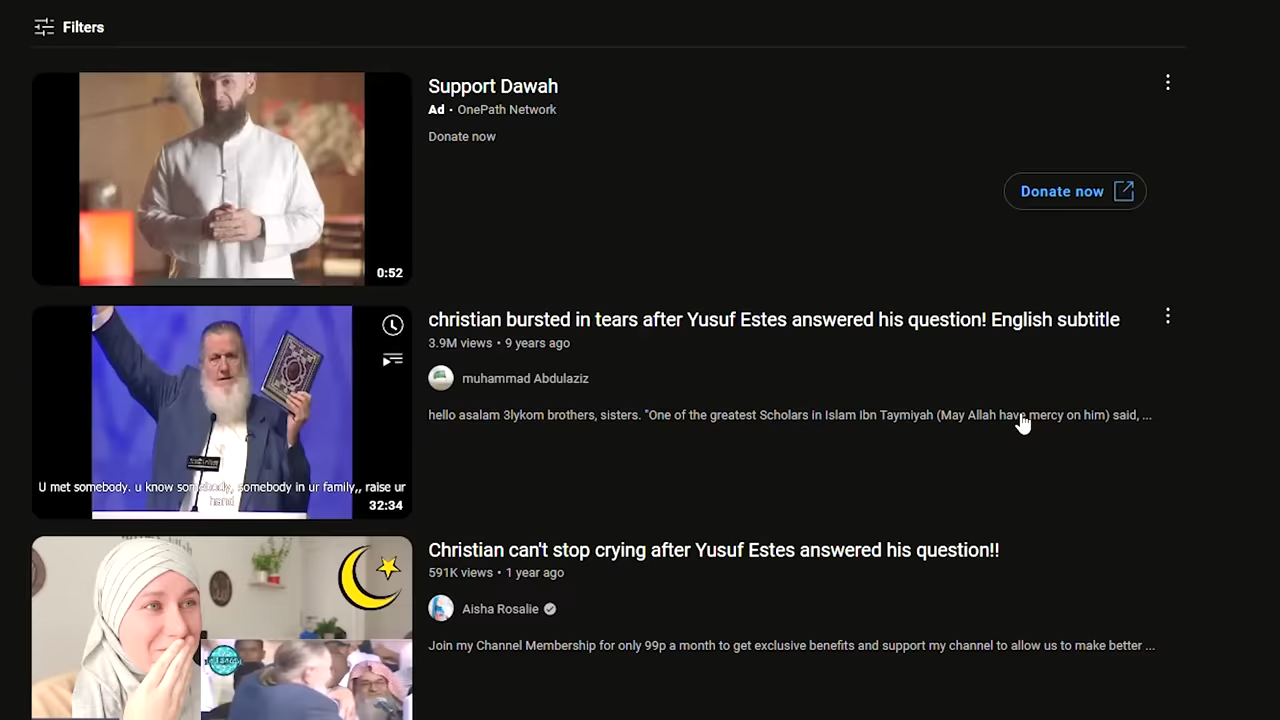 Filters
Support Dawah
Ad • OnePath Network
Donate now
Donate now
0:52
christian bursted in tears after Yusuf Estes answered his question! English subtitle
3.9M views • 9 years ago
muhammad Abdulaziz
hello asalam 3lykom brothers, sisters. "One of the greatest Scholars in Islam Ibn Taymiyah (May Allah have mercy on him) said, ...
U met somebody. u know somebody, somebody in ur family,, raise ur
hand
32:34
Christian can't stop crying after Yusuf Estes answered his question!!
591K views • 1 year ago
Aisha Rosalie
Join my Channel Membership for only 99p a month to get exclusive benefits and support my channel to allow us to make better ...